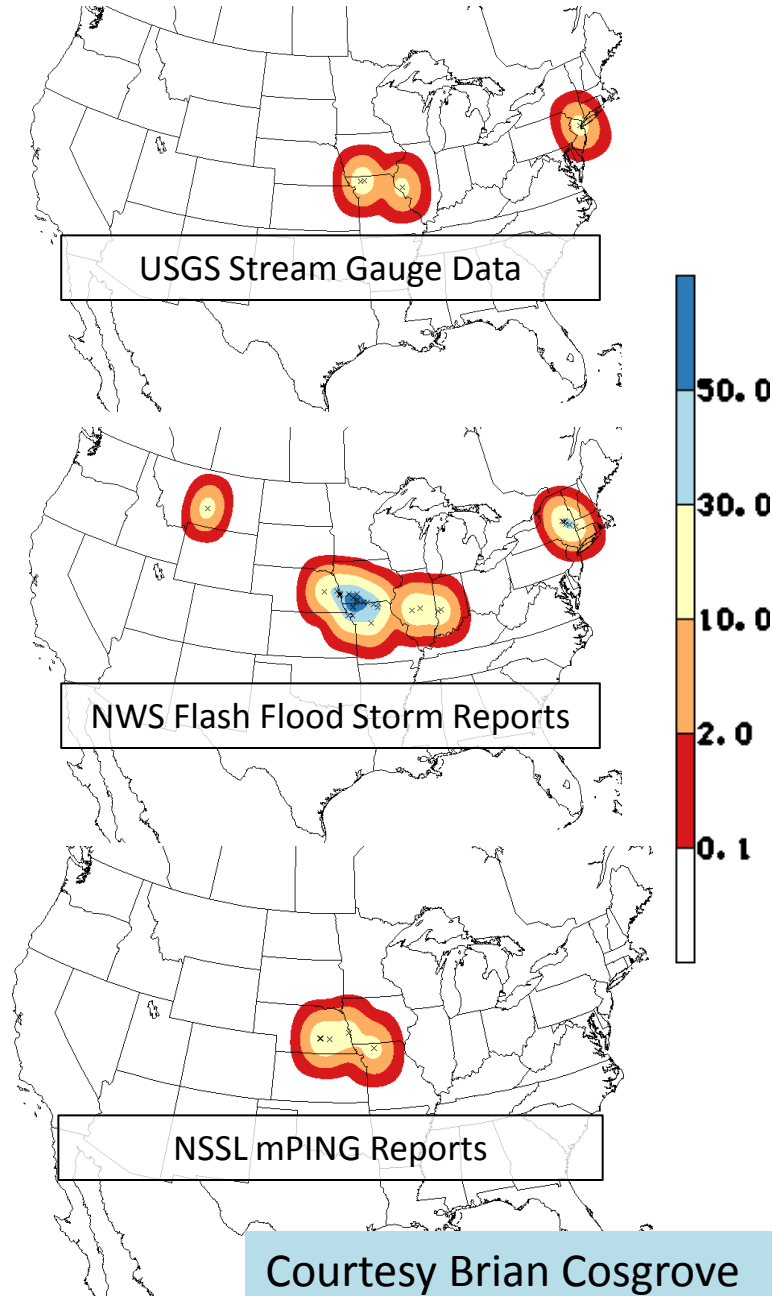 USGS Stream Gauge Data
50.0
30.0
NWS Flash Flood Storm Reports
10.0
2.0
0.1
NSSL mPING Reports
Courtesy Brian Cosgrove